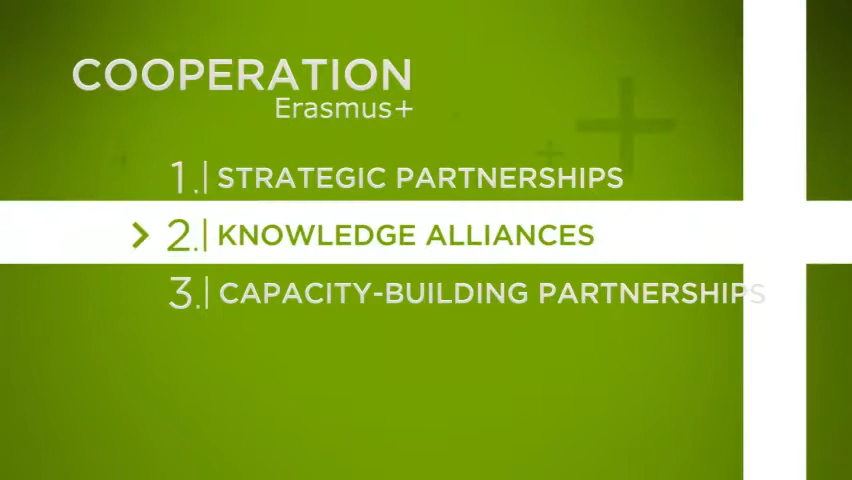 COOPERATION
Erasmus+
1. STRATEGIC PARTNERSHIPS
2. KNOWLEDGE ALLIANCES
3. CAPACITY-BUILDING PARTNERSHIPS